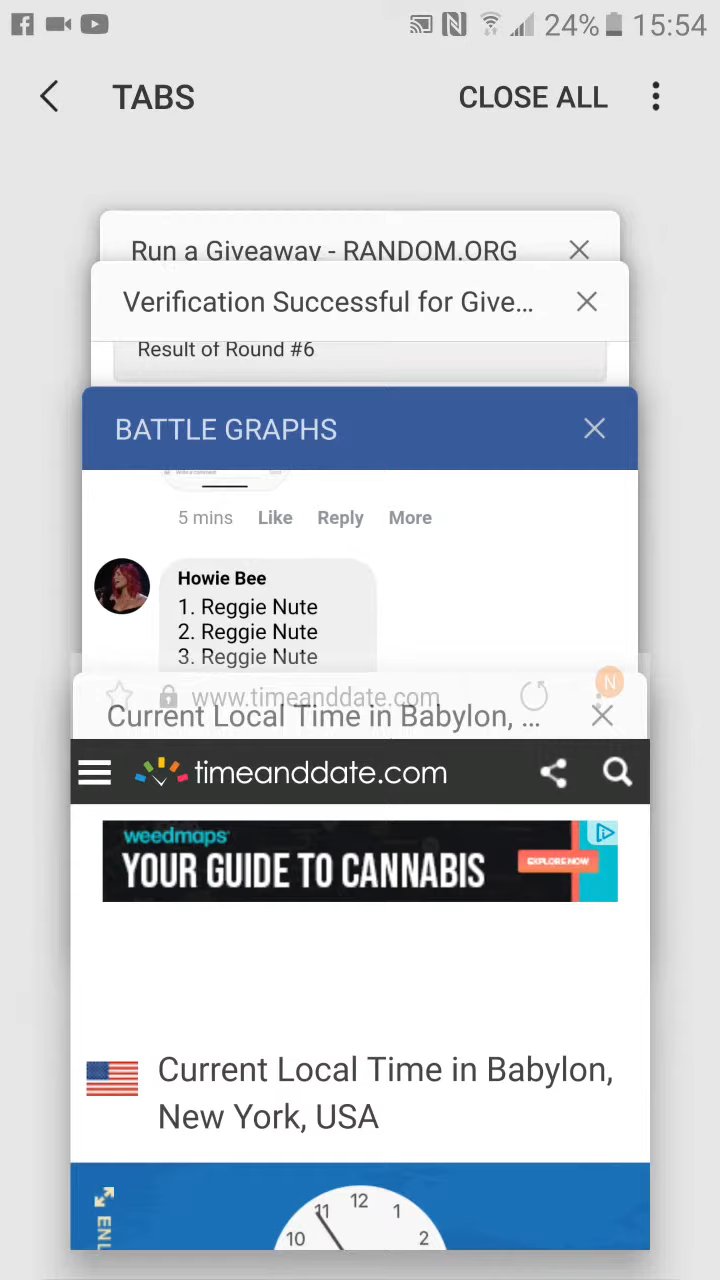 24% 15:54
TABS CLOSE ALL
Run a Giveaway - RANDOM.ORG
Verification Successful for Give...
Result of Round #6
BATTLE GRAPHS
5 mins Like Reply More
Howie Bee
1. Reggie Nute
2. Reggie Nute
3. Reggie Nute
www.timeanddate.com N
Current Local Time in Babylon, ...
timeanddate.com
weedmaps
YOUR GUIDE TO CANNABIS
EXPLORE NOW
Current Local Time in Babylon,
New York, USA
12
11 1
10 2
ENL